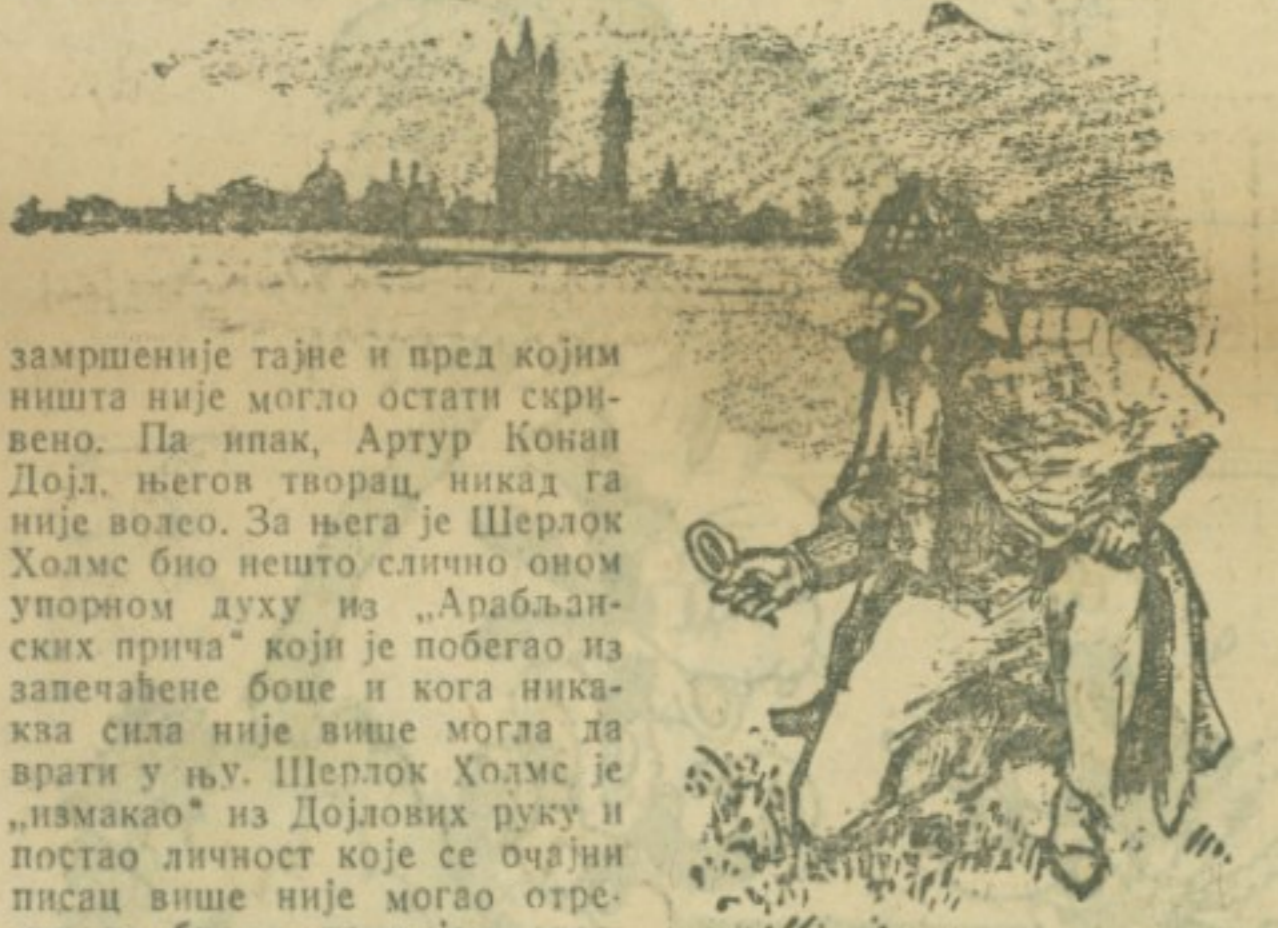 замршеније тајне и пред којим
ништа није могло остати скри-
вено. Па ипак, Артур Конан
Дојл, његов творац, никад га
није волео. За њега је Шерлок
Холмс био нешто слично оном
упорном духу из „Арабљан-
ских прича“ који је побегао из
запечаћене боце и кога ника-
ква сила није више могла да
врати у њу. Шерлок Холмс је
„измакао“ из Дојлових руку и
постао личност које се очајни
писац више није могао отре-